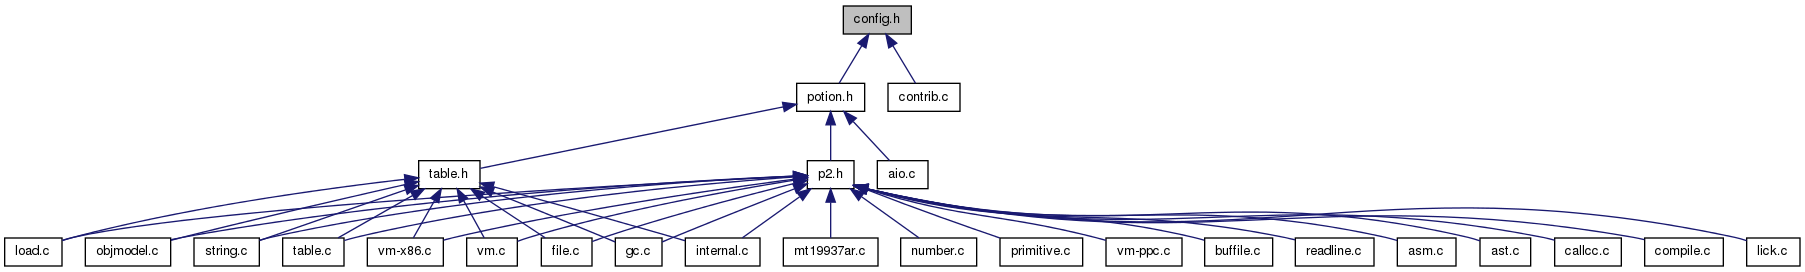 config.h
potion.h
contrib.c
table.h
p2.h
aio.c
load.c
objmodel.c
string.c
table.c
vm-x86.c
vm.c
file.c
gc.c
internal.c
mt19937ar.c
number.c
primitive.c
vm-ppc.c
buffile.c
readline.c
asm.c
ast.c
callcc.c
compile.c
lick.c